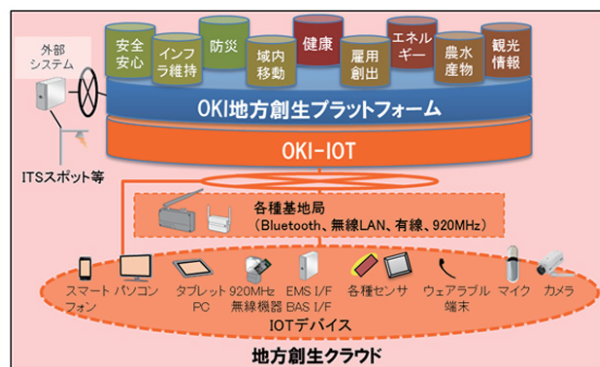 外部
システム
安全
安心
インフ
ラ維持
防災
域内
移動
健康
雇用
創出
エネル
ギー
農水
産物
観光
情報
OKI地方創生プラットフォーム
OKI-IOT
ITSスポット等
各種基地局
（Bluetooth、無線LAN、有線、920MHz）
スマート
フォン
パソコン
タブレット
PC
920MHz
無線機器
EMS I/F
BAS I/F
各種センサ
ウェアラブル
端末
マイク
カメラ
IOTデバイス
地方創生クラウド